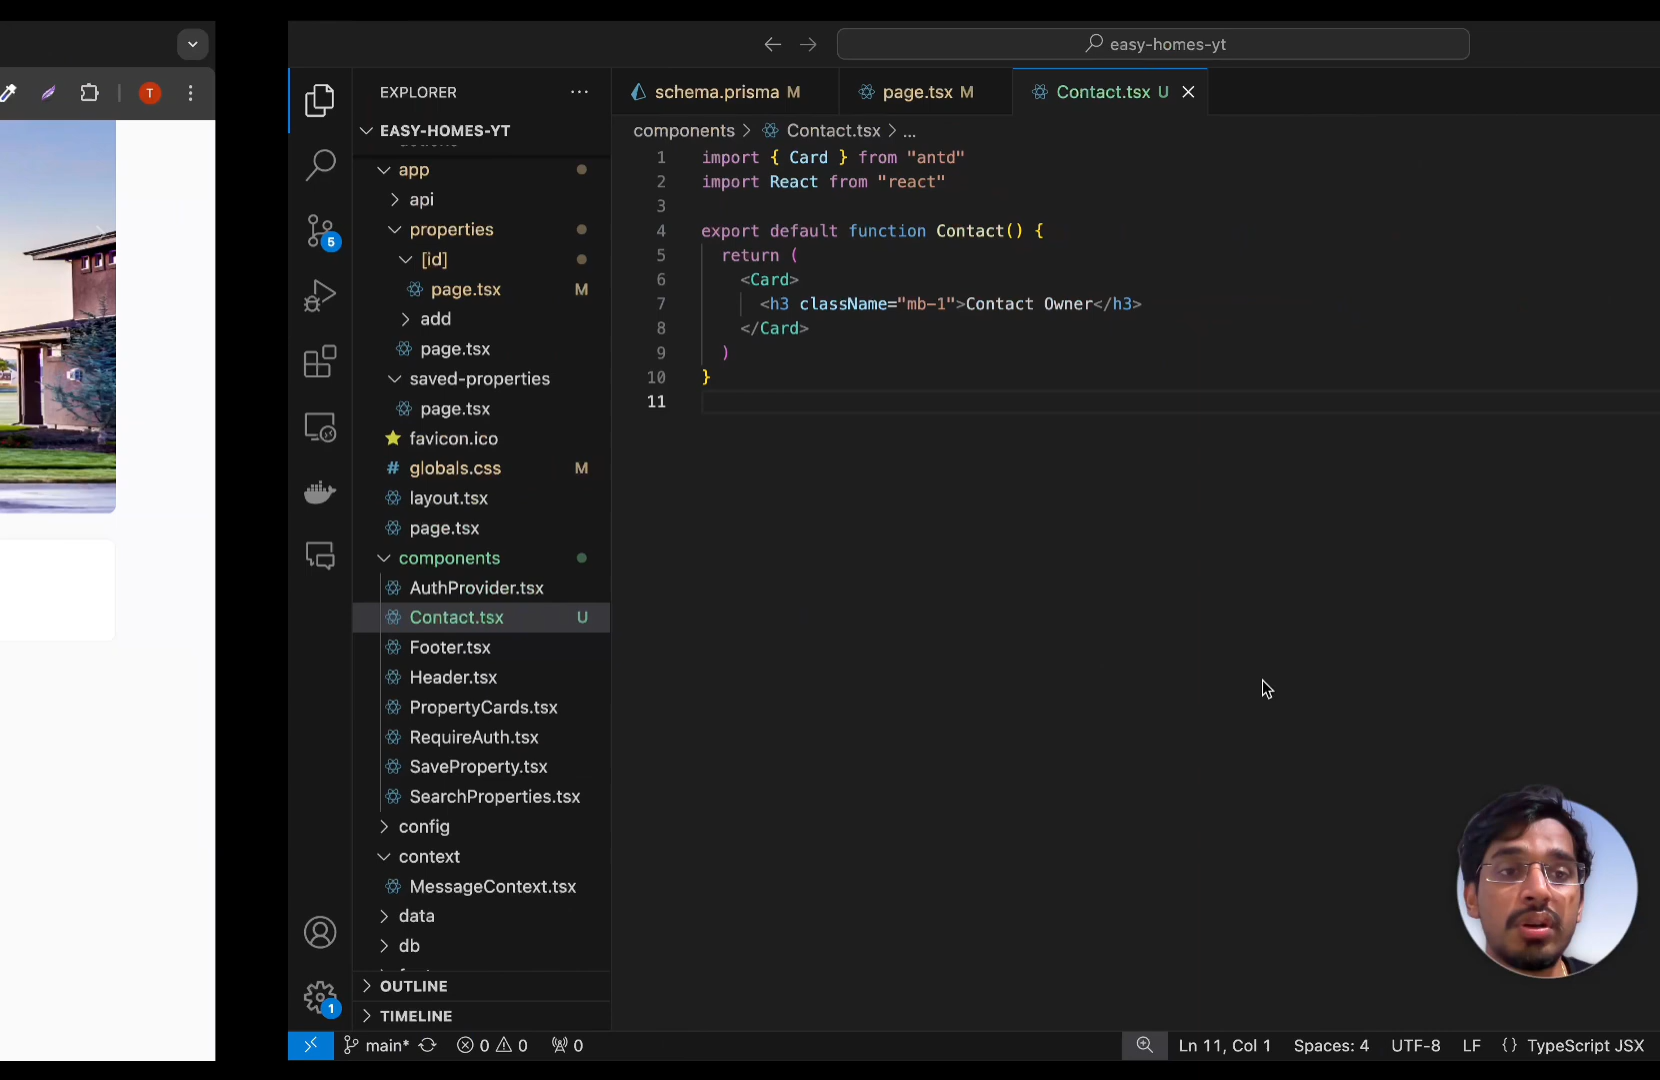 T
easy-homes-yt
EXPLORER
schema.prisma M
page.tsx M
Contact.tsx U
EASY-HOMES-YT
components > Contact.tsx > ...
app
api
properties
[id]
page.tsx M
add
page.tsx
saved-properties
page.tsx
favicon.ico
globals.css M
layout.tsx
page.tsx
components
AuthProvider.tsx
Contact.tsx U
Footer.tsx
Header.tsx
PropertyCards.tsx
RequireAuth.tsx
SaveProperty.tsx
SearchProperties.tsx
config
context
MessageContext.tsx
data
db
OUTLINE
TIMELINE
5
1
1 import { Card } from "antd"
2 import React from "react"
3
4 export default function Contact() {
5 return (
6 <Card>
7 <h3 className="mb-1">Contact Owner</h3>
8 </Card>
9 )
10 }
11
main* 0 0 0
Ln 11, Col 1 Spaces: 4 UTF-8 LF {} TypeScript JSX